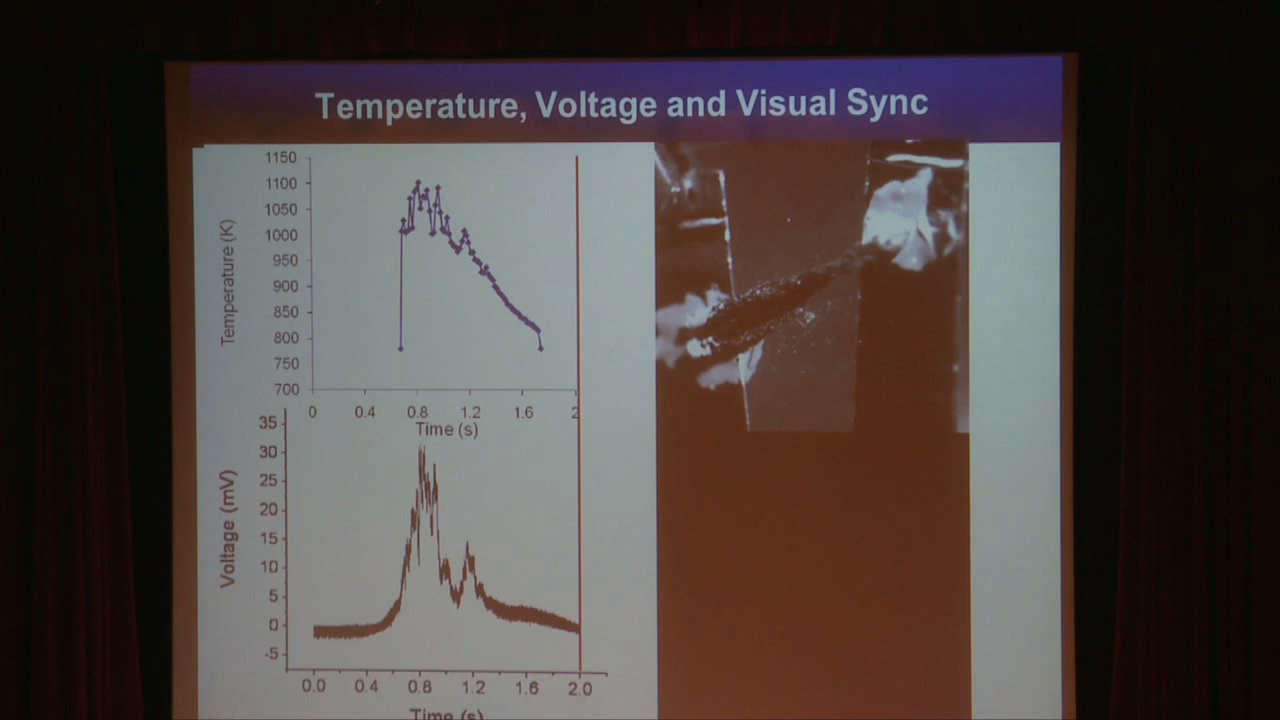 Temperature, Voltage and Visual Sync
1150
1100
1050
1000
950
900
850
800
750
700
Temperature (K)
0 0.4 0.8 1.2 1.6 2
Time (s)
35
30
25
20
15
10
5
0
-5
Voltage (mV)
0.0 0.4 0.8 1.2 1.6 2.0
Time (s)